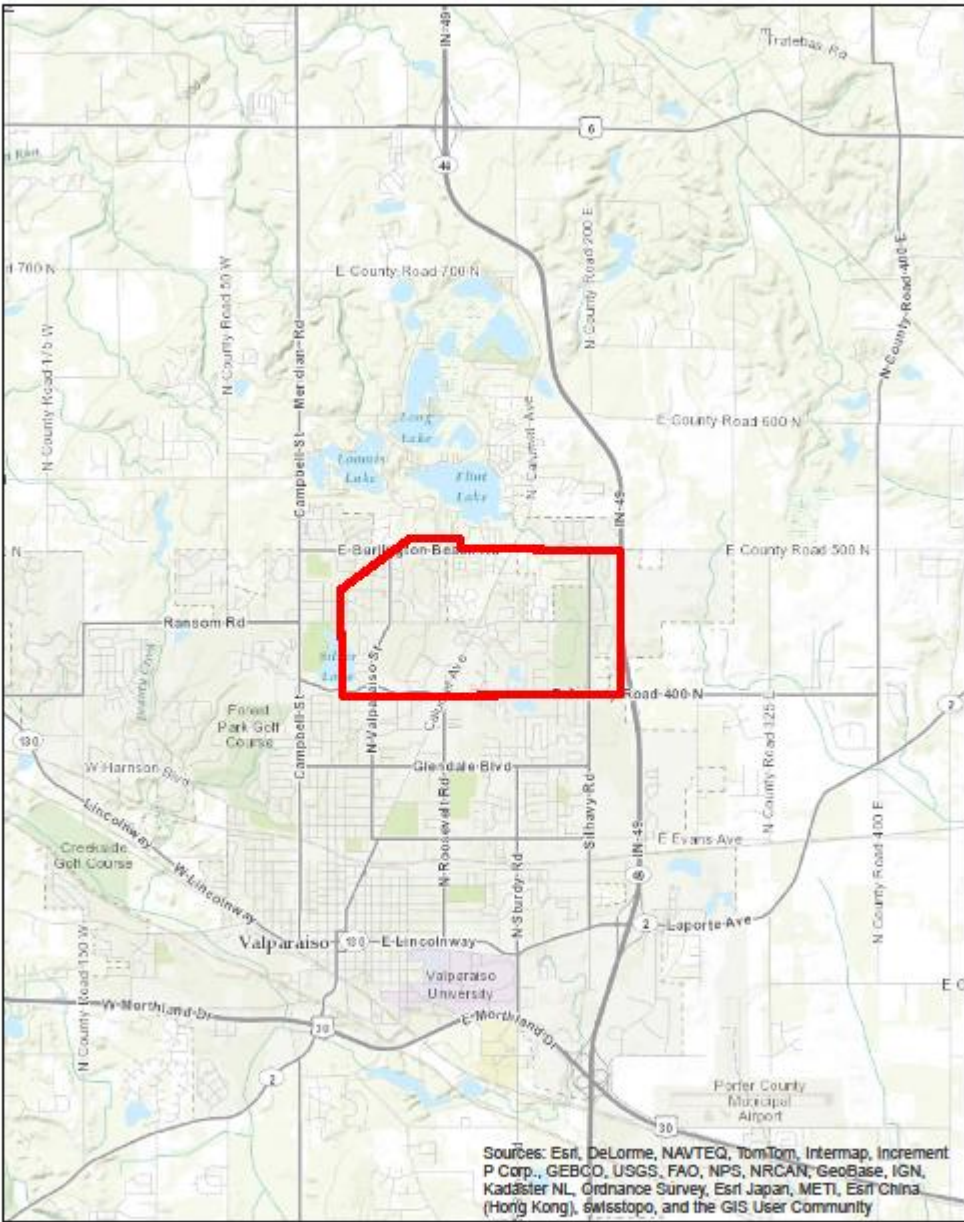 IN-49
6
49
E County Road 700 N
N County Road 200 E
N County Road 400 E
d 700 N
N County Road 50 W
N County Road 175 W
Campbell St
Meridian Rd
Long
Lake
Loomis
Lake
Flint
Lake
N Calumet Ave
E County Road 600 N
IN-49
N
E Burlington Beach
E County Road 500 N
Ransom Rd
Silver
Lake
N Valparaiso St
Calumet Ave
Road 400 N
2
Forest
Park Golf
Course
Campbell St
130
W Harrison Blvd
Glendale Blvd
N County Road 325 E
N County Road 400 E
Lincolnway
W Lincolnway
Creekside
Golf Course
N Roosevelt Rd
N Sturdy Rd
Silhavy Rd
IN-49
E Evans Ave
2
Laporte Ave
N County Road 400 E
Valparaiso
130
E Lincolnway
Valparaiso
University
N County Road 150 W
W Morthland Dr
30
E Morthland Dr
E C
2
Porter County
Municipal
Airport
30
Sources: Esri, DeLorme, NAVTEQ, TomTom, Intermap, increment
P Corp., GEBCO, USGS, FAO, NPS, NRCAN, GeoBase, IGN,
Kadaster NL, Ordnance Survey, Esri Japan, METI, Esri China
(Hong Kong), swisstopo, and the GIS User Community